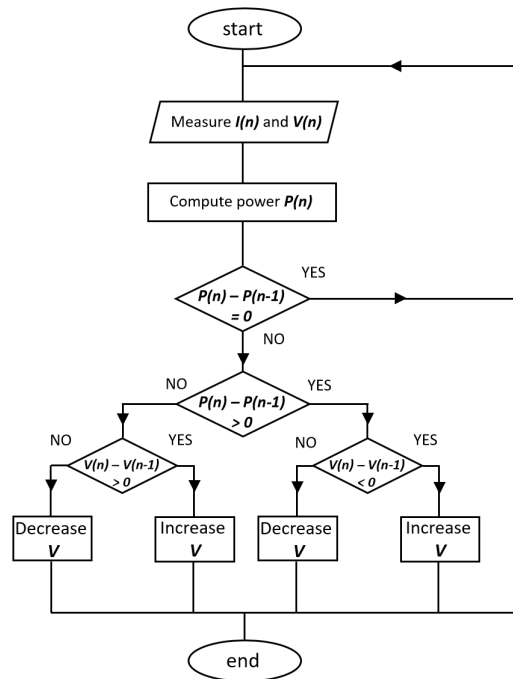 start
Measure I(n) and V(n)
Compute power P(n)
YES
P(n) – P(n-1)
= 0
NO
NO
YES
P(n) – P(n-1)
> 0
NO
YES
NO
YES
V(n) – V(n-1)
> 0
V(n) – V(n-1)
< 0
Decrease
V
Increase
V
Decrease
V
Increase
V
end